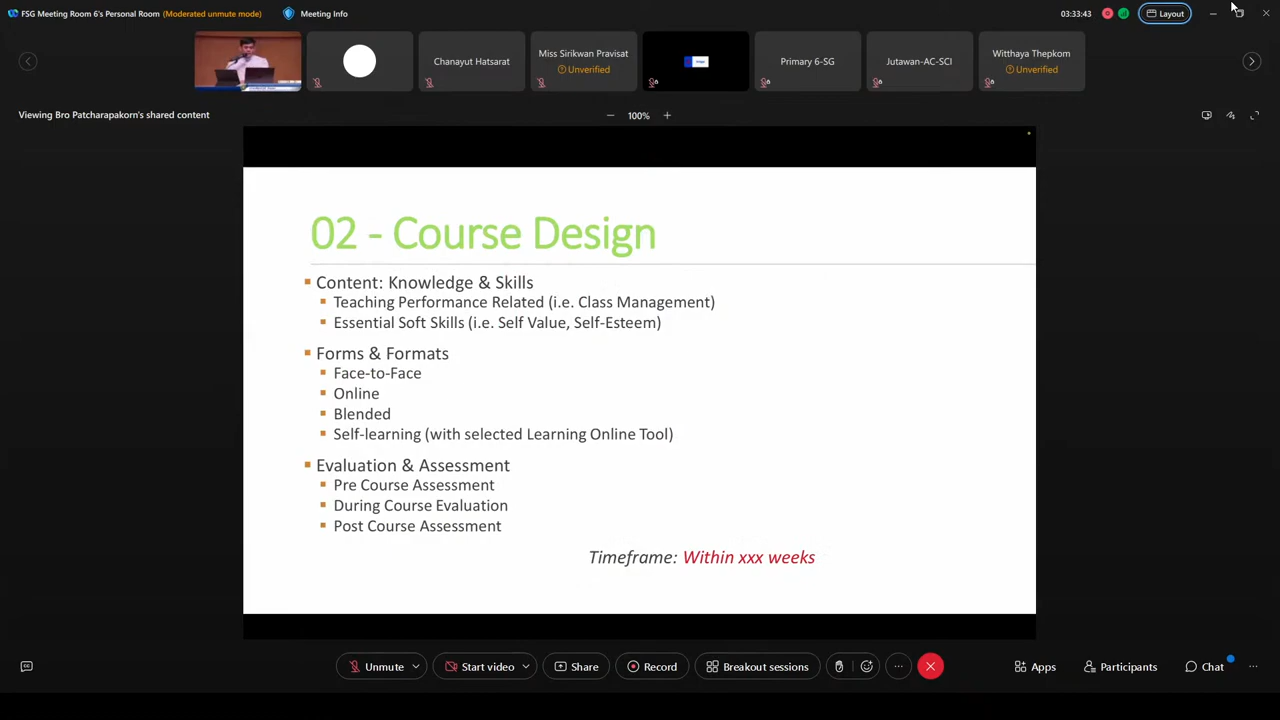 FSG Meeting Room 6's Personal Room (Moderated unmute mode) Meeting Info 03:33:43 Layout
Chanayut Hatsarat
Miss Sirikwan Pravisat
Unverified
Primary 6-SG
Jutawan-AC-SCI
Witthaya Thepkom
Unverified
Viewing Bro Patcharapakorn's shared content
100%
02 - Course Design
Content: Knowledge & Skills
Teaching Performance Related (i.e. Class Management)
Essential Soft Skills (i.e. Self Value, Self-Esteem)
Forms & Formats
Face-to-Face
Online
Blended
Self-learning (with selected Learning Online Tool)
Evaluation & Assessment
Pre Course Assessment
During Course Evaluation
Post Course Assessment
Timeframe: Within xxx weeks
Unmute Start video Share Record Breakout sessions Apps Participants Chat